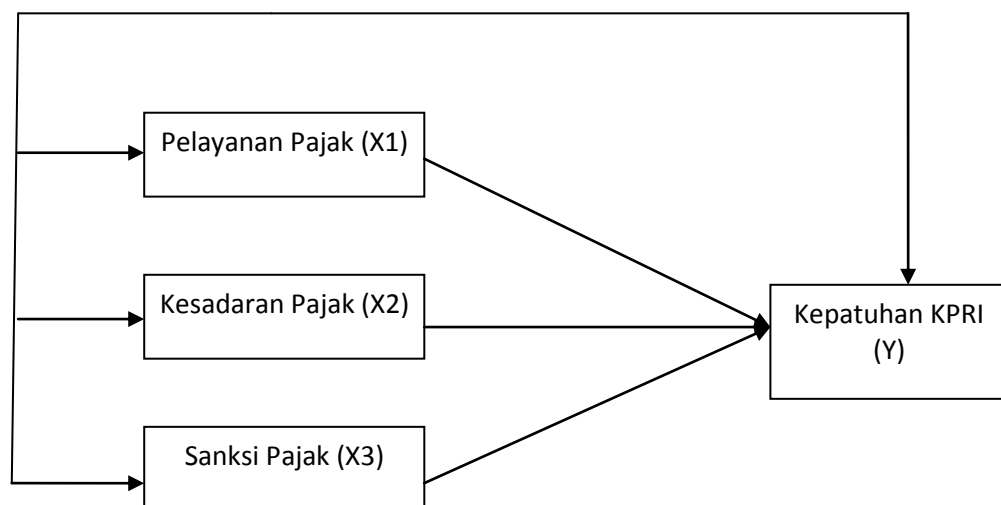 Pelayanan Pajak (X1)
Kesadaran Pajak (X2)
Kepatuhan KPRI
(Y)
Sanksi Pajak (X3)